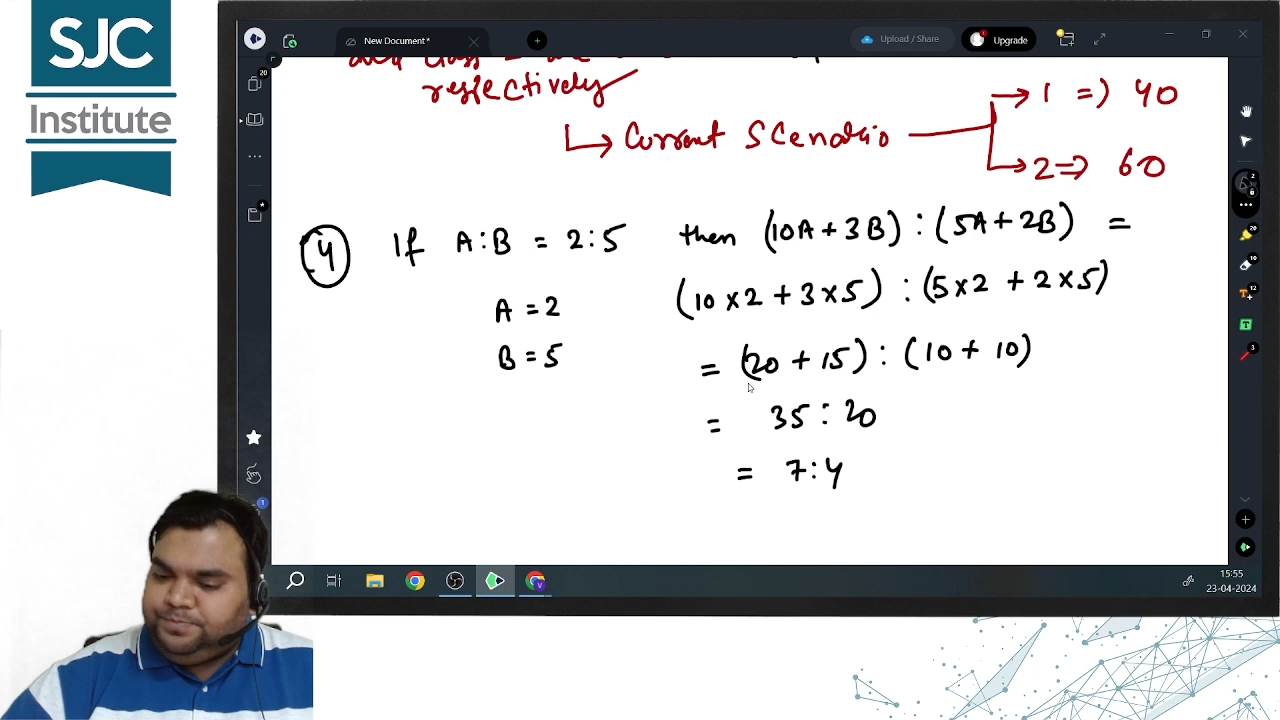 SJC
Institute
New Document*
Upload / Share
Upgrade
respectively
1 => 40
Current Scenario
2 => 60
4 If A:B = 2:5 then (10A + 3B) : (5A + 2B) =
A = 2
(10 × 2 + 3 × 5) : (5 × 2 + 2 × 5)
B = 5
= (20 + 15) : (10 + 10)
= 35 : 20
= 7 : 4
15:55
23-04-2024